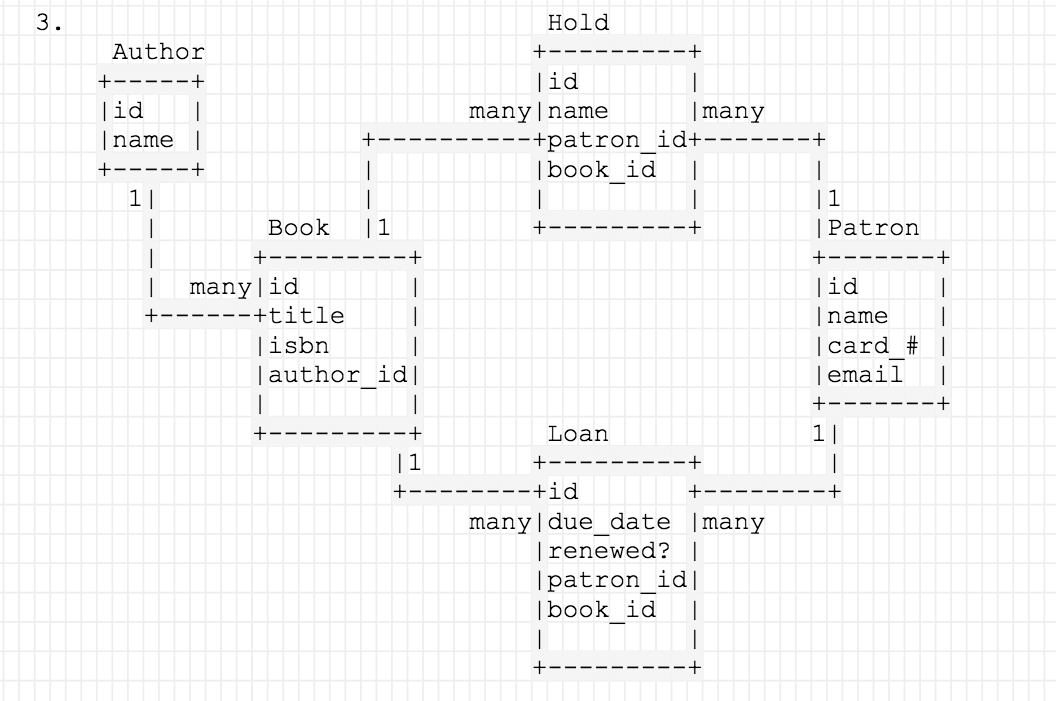 3.                               Hold
     Author                     +---------+
    +-----+                     |id       |
    |id   |                 many|name     |many
    |name |          +----------+patron_id+-------+
    +-----+          |          |book_id  |       |
      1|             |          |         |       |1
       |       Book  |1         +---------+       |Patron
       |      +---------+                         +-------+
       |  many|id       |                         |id     |
       +------+title    |                         |name   |
              |isbn     |                         |card_# |
              |author_id|                         |email  |
              |         |                         +-------+
              +---------+        Loan             1|
                       |1       +---------+        |
                       +--------+id       +--------+
                            many|due_date |many
                                |renewed? |
                                |patron_id|
                                |book_id  |
                                |         |
                                +---------+